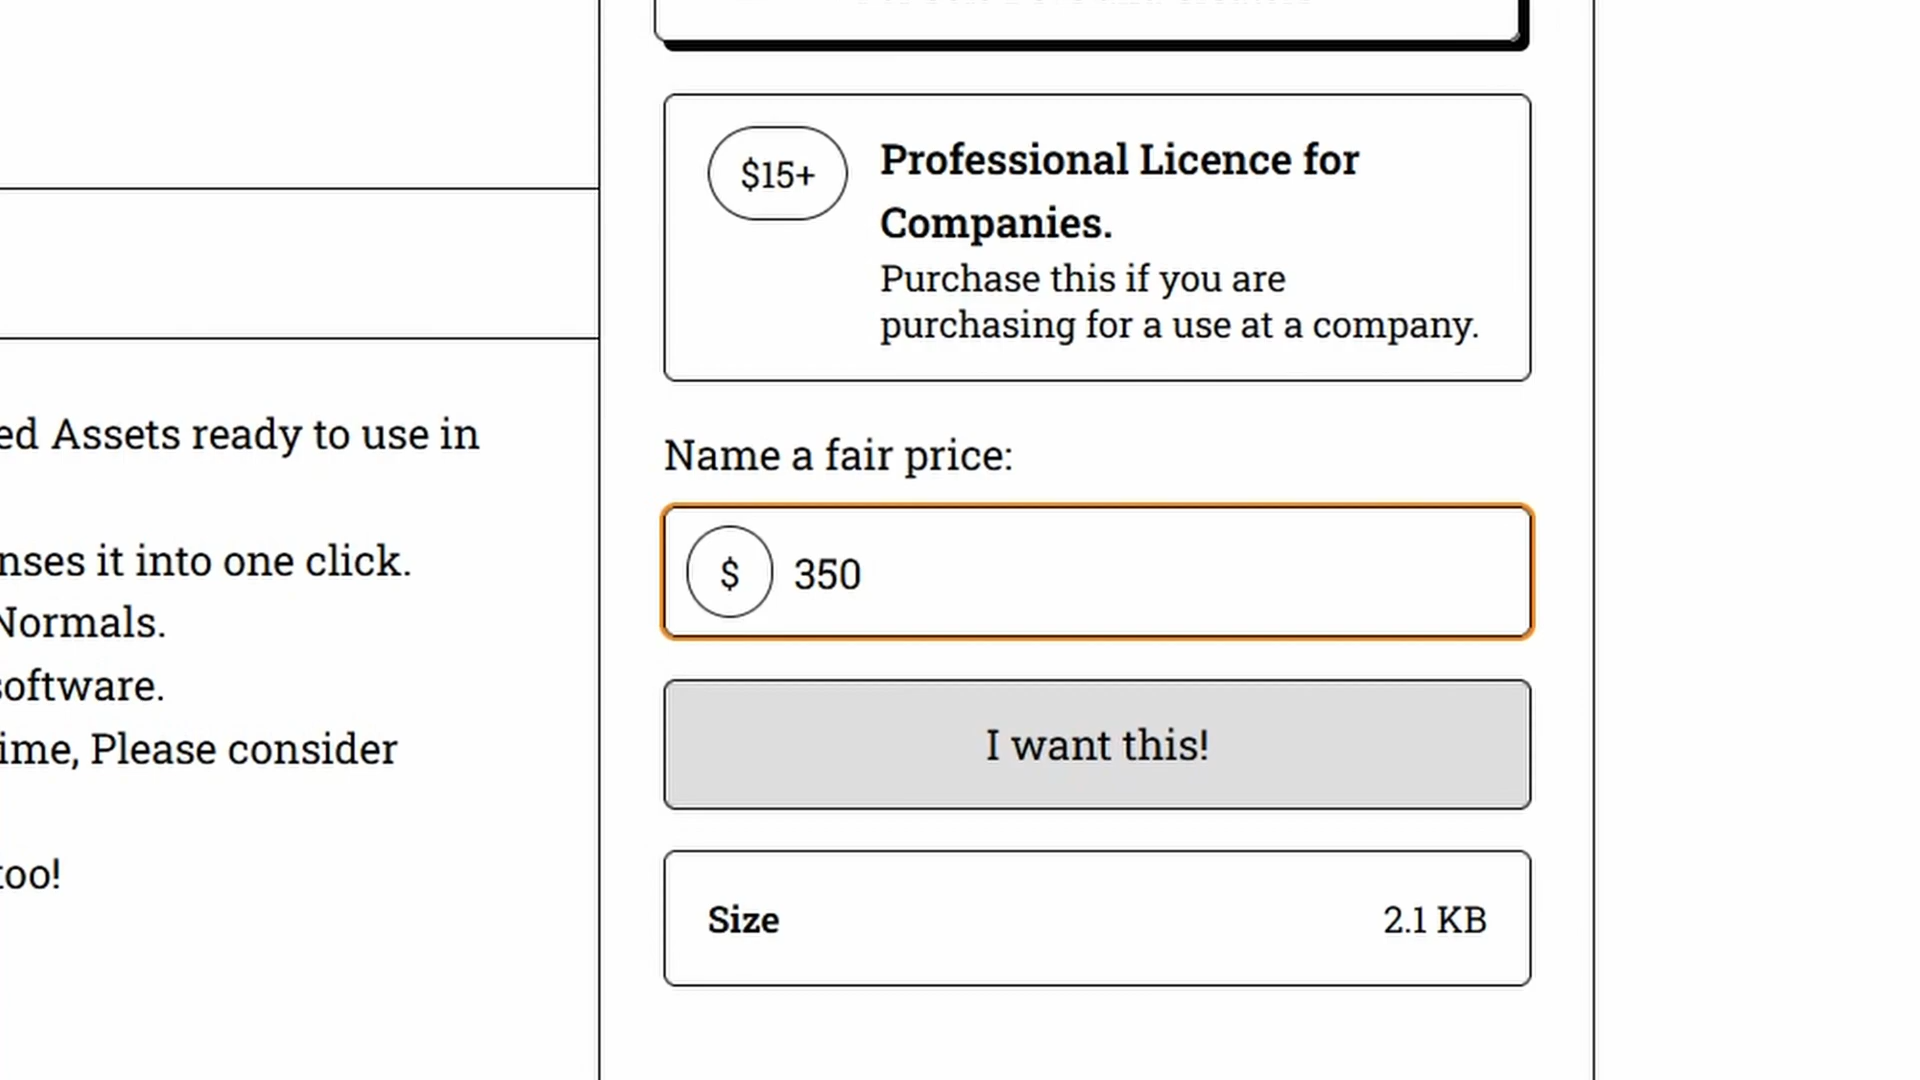 $15+
Professional Licence for
Companies.
Purchase this if you are
purchasing for a use at a company.
ed Assets ready to use in
Name a fair price:
nses it into one click.
$ 350
Normals.
software.
ime, Please consider
I want this!
too!
Size 2.1 KB